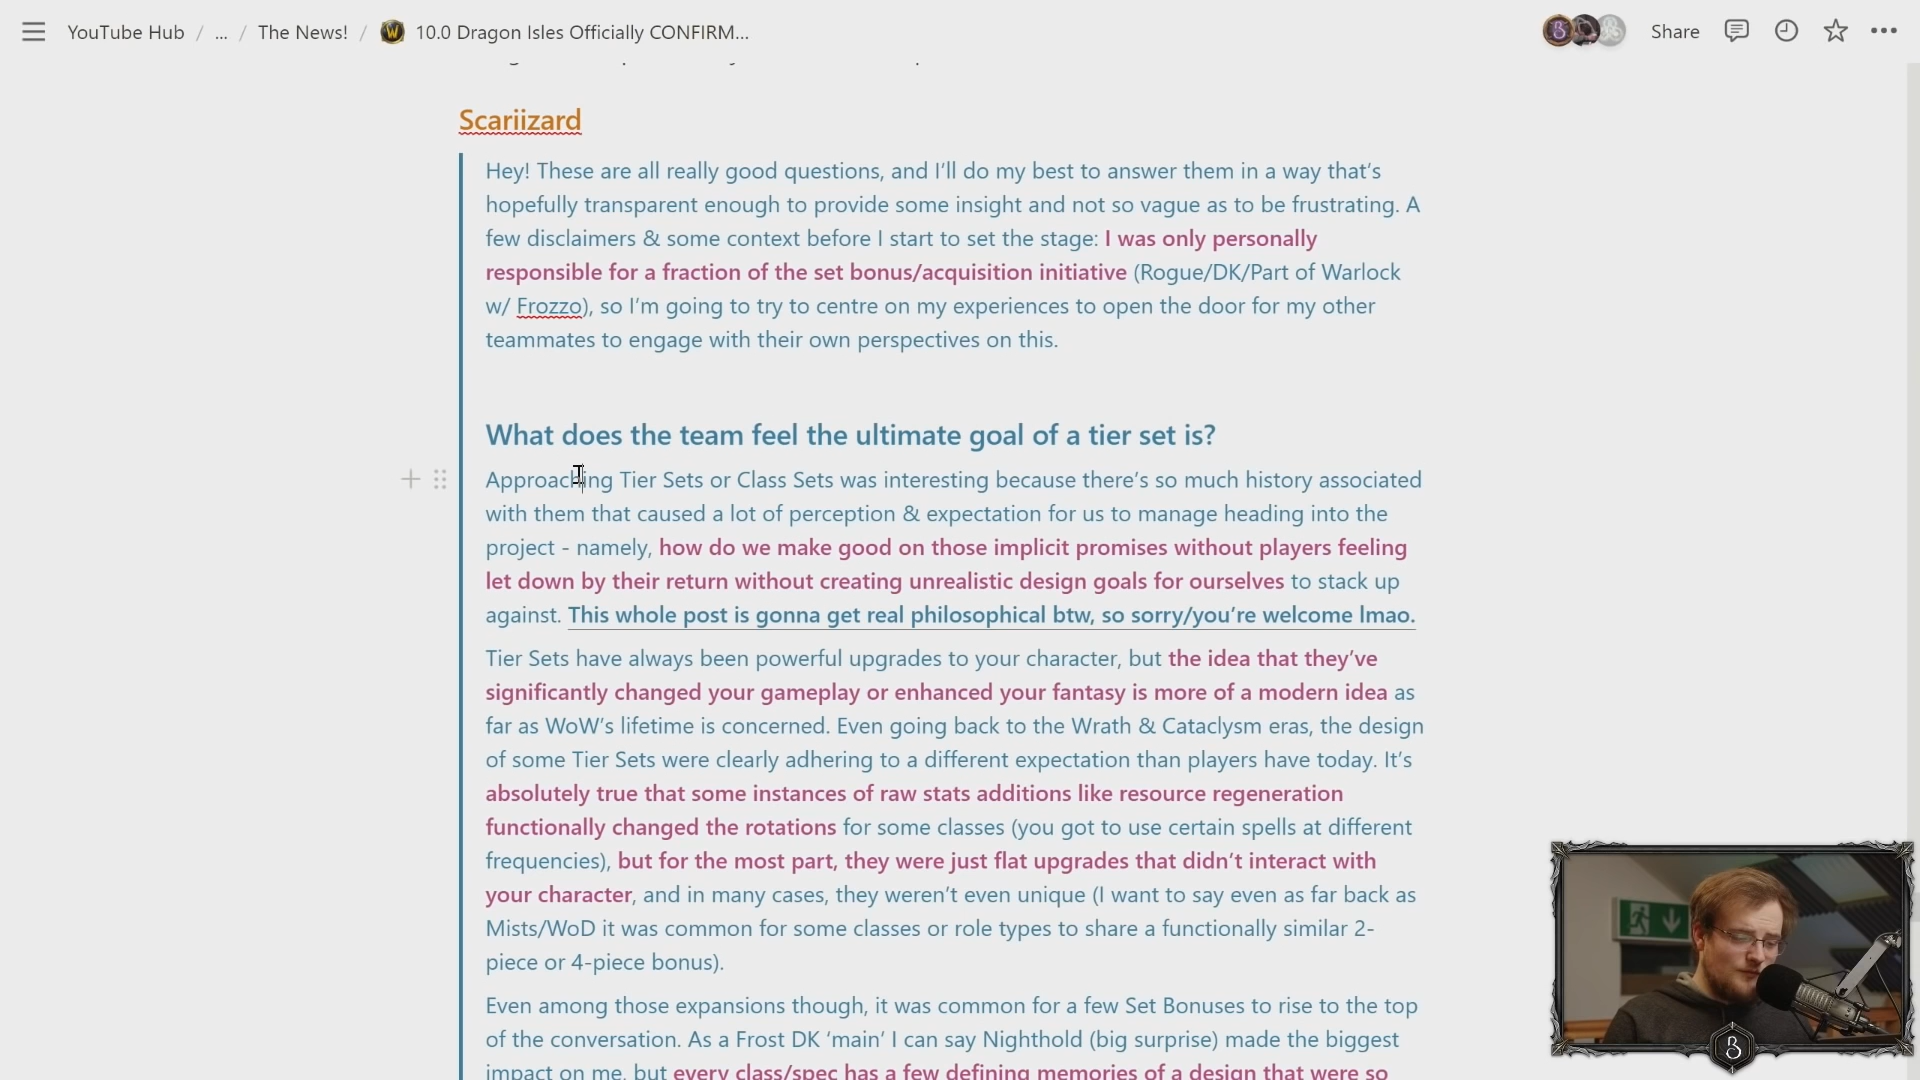 YouTube Hub / ... / The News! / 10.0 Dragon Isles Officially CONFIRM...
Share
Scariizard
Hey! These are all really good questions, and I'll do my best to answer them in a way that's
hopefully transparent enough to provide some insight and not so vague as to be frustrating. A
few disclaimers & some context before I start to set the stage: I was only personally
responsible for a fraction of the set bonus/acquisition initiative (Rogue/DK/Part of Warlock
w/ Frozzo), so I'm going to try to centre on my experiences to open the door for my other
teammates to engage with their own perspectives on this.
What does the team feel the ultimate goal of a tier set is?
Approaching Tier Sets or Class Sets was interesting because there's so much history associated
with them that caused a lot of perception & expectation for us to manage heading into the
project - namely, how do we make good on those implicit promises without players feeling
let down by their return without creating unrealistic design goals for ourselves to stack up
against. This whole post is gonna get real philosophical btw, so sorry/you're welcome lmao.
Tier Sets have always been powerful upgrades to your character, but the idea that they've
significantly changed your gameplay or enhanced your fantasy is more of a modern idea as
far as WoW's lifetime is concerned. Even going back to the Wrath & Cataclysm eras, the design
of some Tier Sets were clearly adhering to a different expectation than players have today. It's
absolutely true that some instances of raw stats additions like resource regeneration
functionally changed the rotations for some classes (you got to use certain spells at different
frequencies), but for the most part, they were just flat upgrades that didn't interact with
your character, and in many cases, they weren't even unique (I want to say even as far back as
Mists/WoD it was common for some classes or role types to share a functionally similar 2-
piece or 4-piece bonus).
Even among those expansions though, it was common for a few Set Bonuses to rise to the top
of the conversation. As a Frost DK 'main' I can say Nighthold (big surprise) made the biggest
impact on me, but every class/spec has a few defining memories of a design that were so